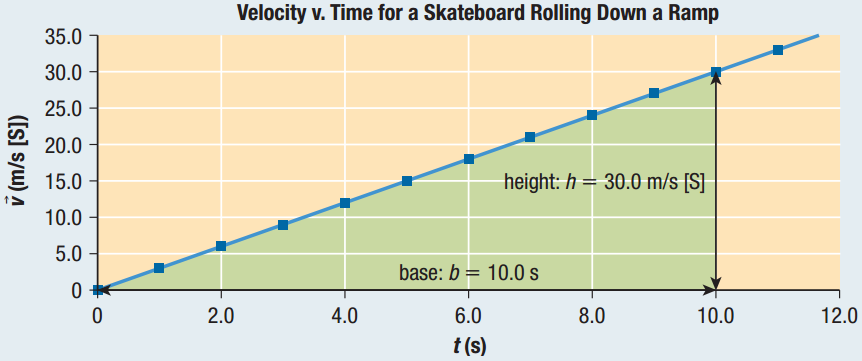 Velocity v. Time for a Skateboard Rolling Down a Ramp
35.0
30.0
25.0
20.0
15.0
10.0
5.0
0
v⃗ (m/s [S])
height: h = 30.0 m/s [S]
base: b = 10.0 s
0 2.0 4.0 6.0 8.0 10.0 12.0
t (s)